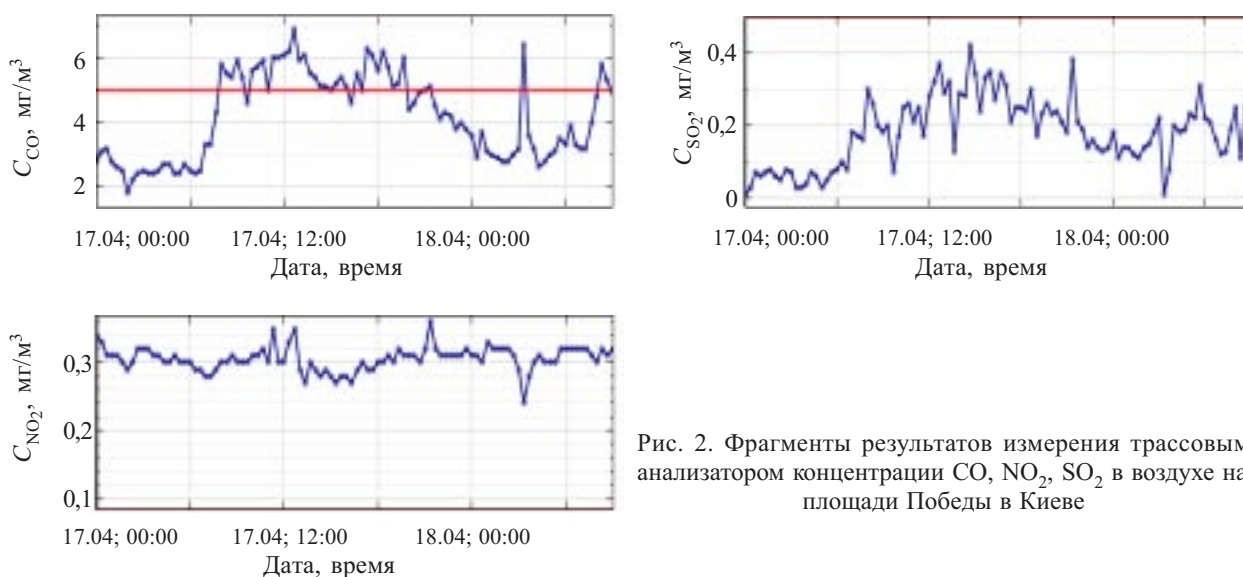 C_CO, мг/м³
6
4
2
17.04; 00:00 17.04; 12:00 18.04; 00:00
Дата, время
C_SO₂, мг/м³
0,4
0,2
0
17.04; 00:00 17.04; 12:00 18.04; 00:00
Дата, время
C_NO₂, мг/м³
0,3
0,2
0,1
17.04; 00:00 17.04; 12:00 18.04; 00:00
Дата, время
Рис. 2. Фрагменты результатов измерения трассовым
анализатором концентрации CO, NO₂, SO₂ в воздухе на
площади Победы в Киеве